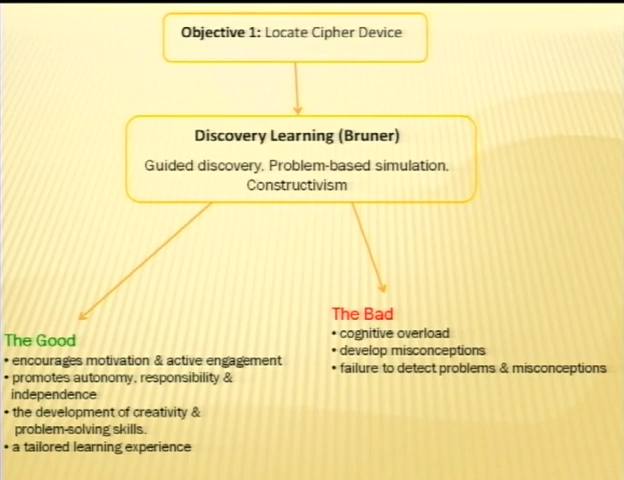 Objective 1: Locate Cipher Device
Discovery Learning (Bruner)
Guided discovery, Problem-based simulation,
Constructivism
The Good
• encourages motivation & active engagement
• promotes autonomy, responsibility &
independence
• the development of creativity &
problem-solving skills.
• a tailored learning experience
The Bad
• cognitive overload
• develop misconceptions
• failure to detect problems & misconceptions